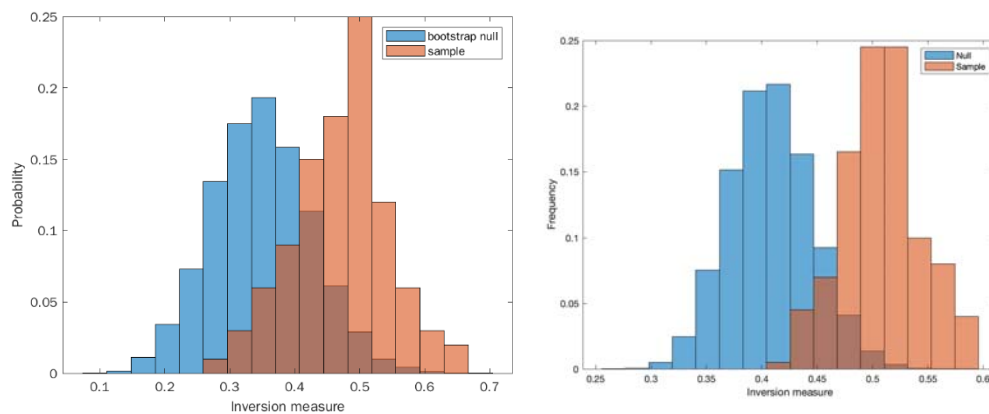 0.25
0.2
0.15
0.1
0.05
0
Probability
bootstrap null
sample
0.1 0.2 0.3 0.4 0.5 0.6 0.7
Inversion measure
0.25
0.2
0.15
0.1
0.05
0
Frequency
Null
Sample
0.25 0.3 0.35 0.4 0.45 0.5 0.55 0.6
Inversion measure